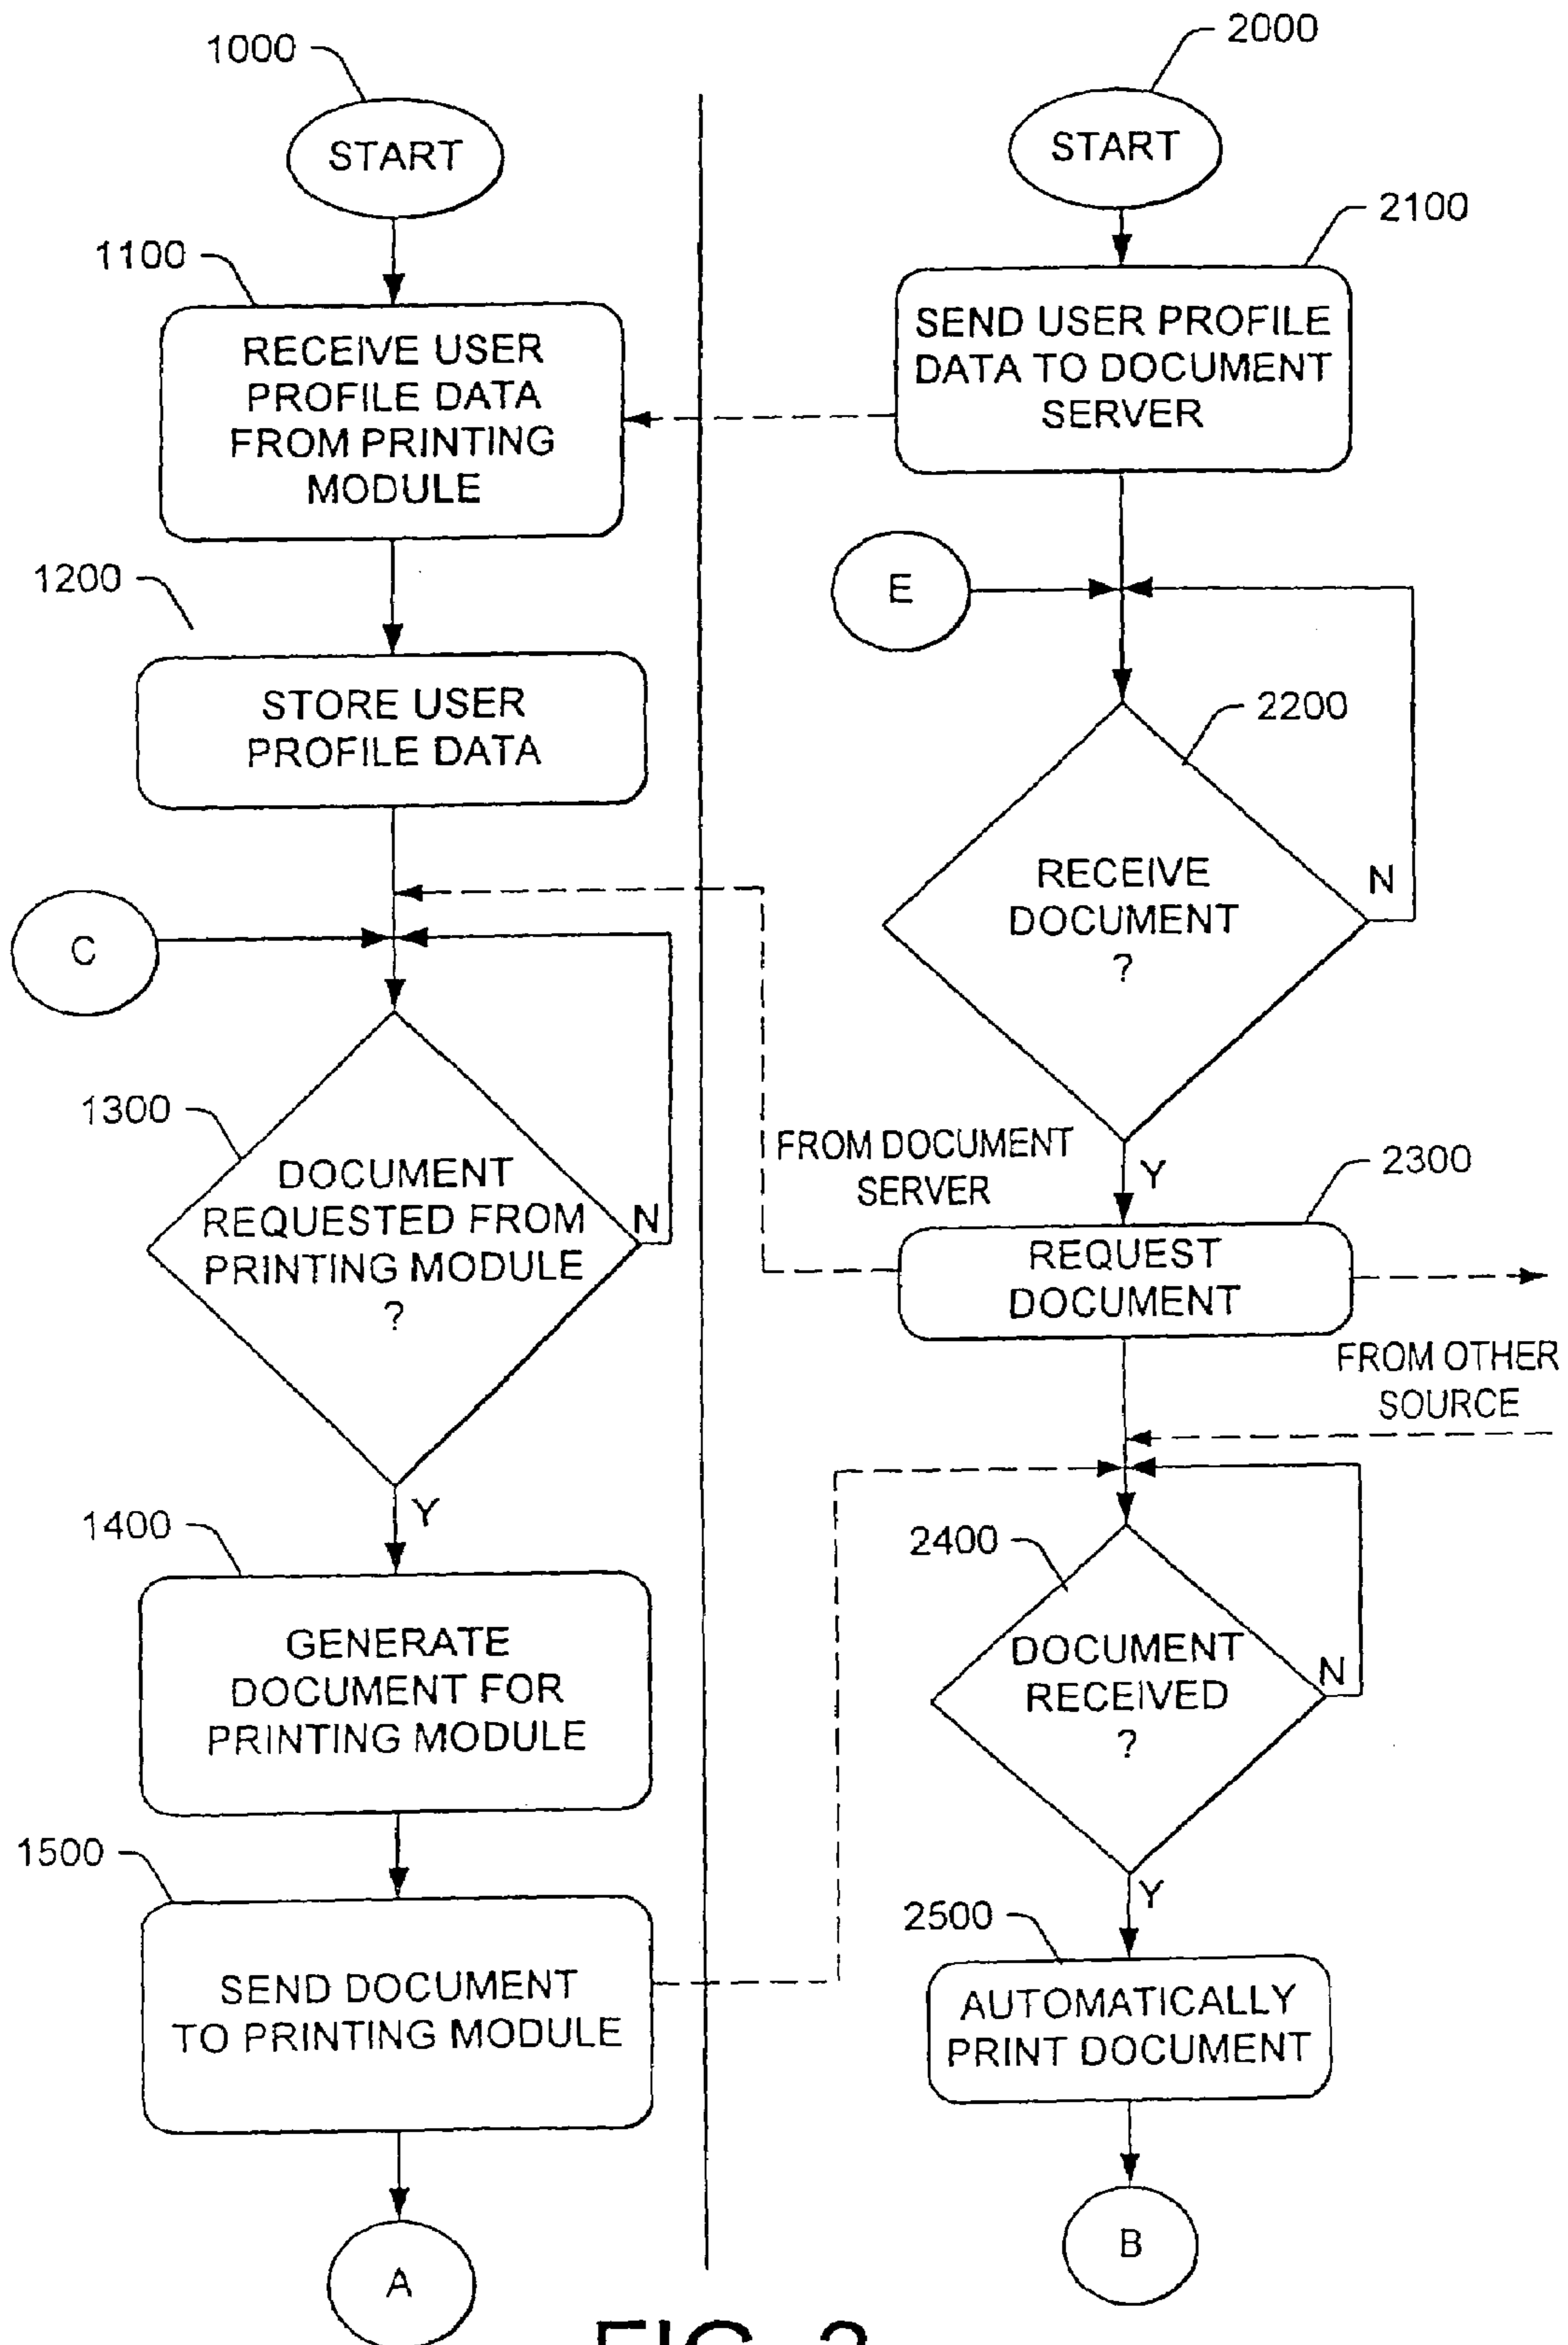 1000
START
1100
RECEIVE USER
PROFILE DATA
FROM PRINTING
MODULE
1200
STORE USER
PROFILE DATA
C
1300
DOCUMENT
REQUESTED FROM
PRINTING MODULE
?
N
Y
1400
GENERATE
DOCUMENT FOR
PRINTING MODULE
1500
SEND DOCUMENT
TO PRINTING MODULE
A
2000
START
2100
SEND USER PROFILE
DATA TO DOCUMENT
SERVER
E
2200
RECEIVE
DOCUMENT
?
N
Y
FROM DOCUMENT
SERVER
2300
REQUEST
DOCUMENT
FROM OTHER
SOURCE
2400
DOCUMENT
RECEIVED
?
N
Y
2500
AUTOMATICALLY
PRINT DOCUMENT
B